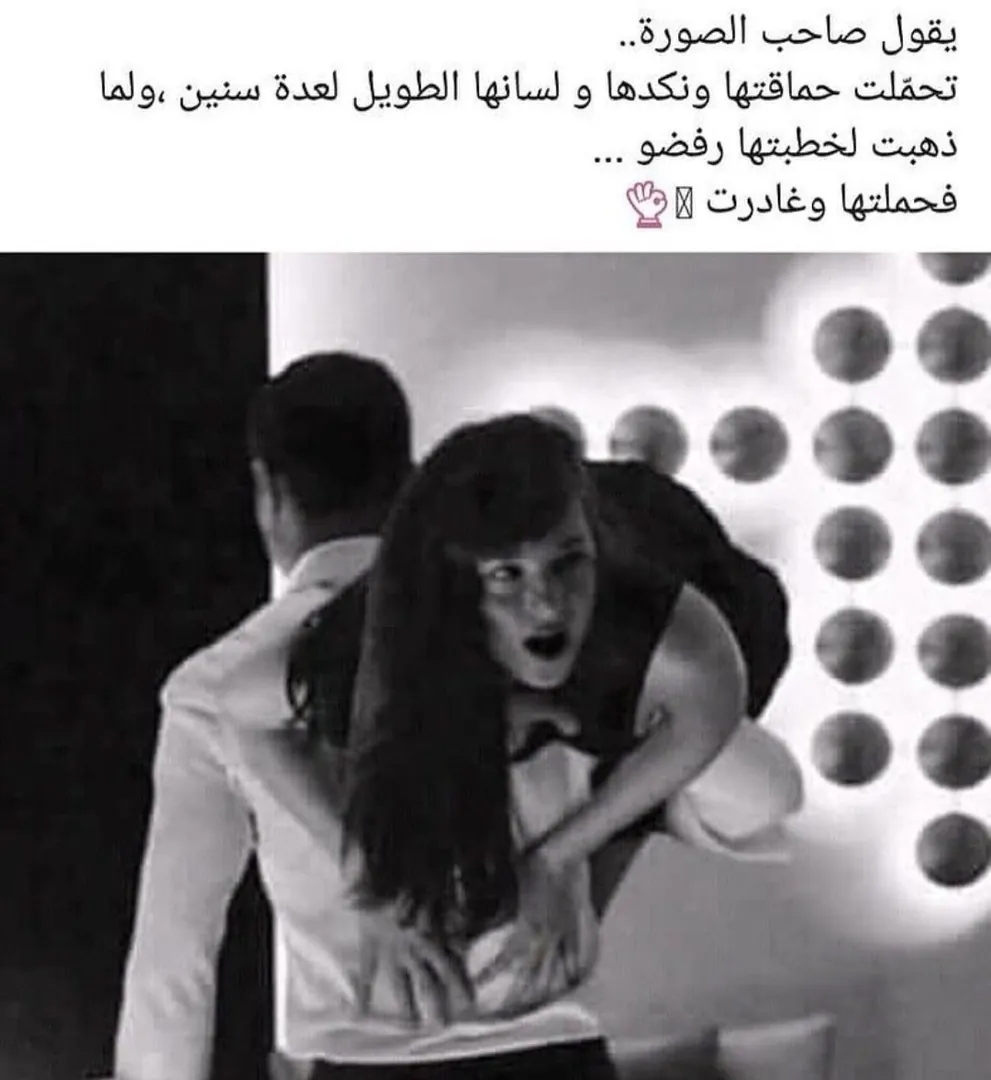 يقول صاحب الصورة..
تحمّلت حماقتها ونكدها و لسانها الطويل لعدة سنين ،ولما
ذهبت لخطبتها رفضو ...
فحملتها وغادرت